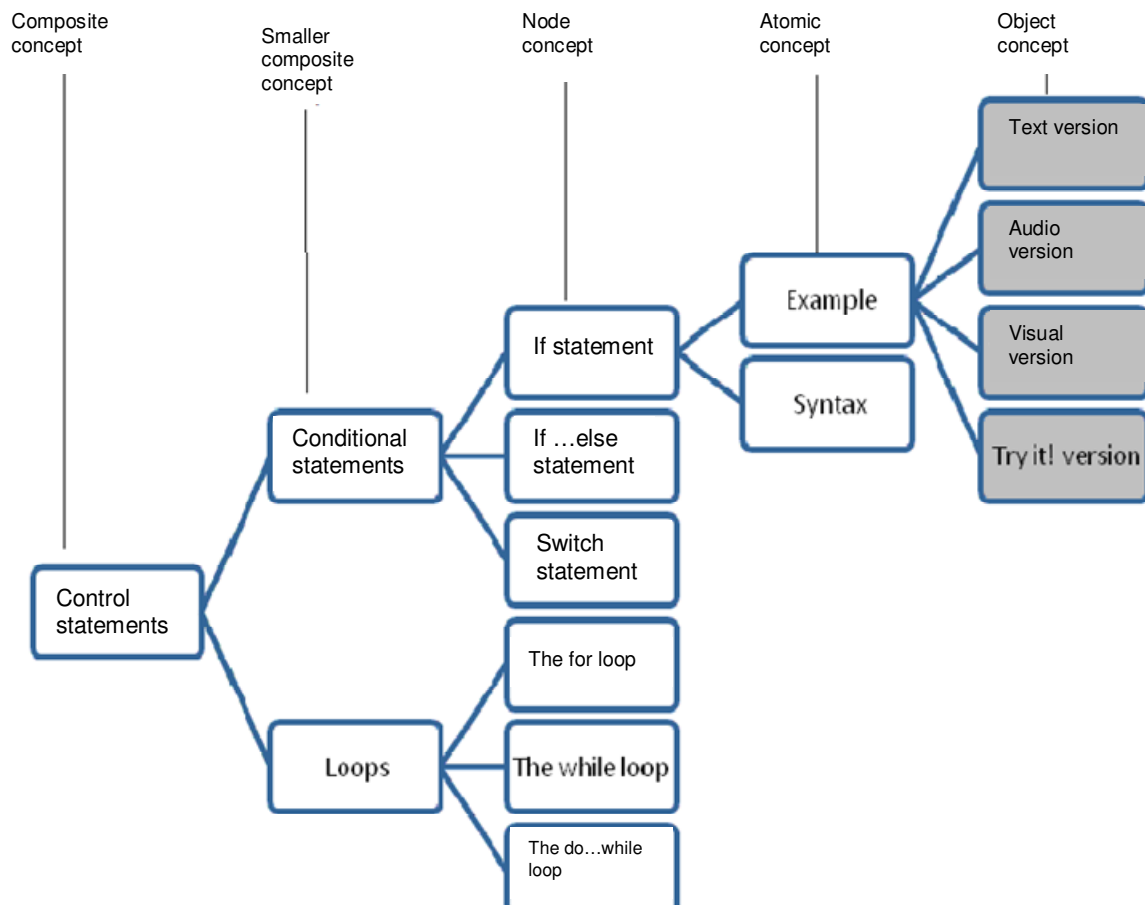 Composite
concept
Smaller
composite
concept
Node
concept
Atomic
concept
Object
concept
Text version
Audio
version
Visual
version
Try it! version
Example
Syntax
If statement
If …else
statement
Switch
statement
Conditional
statements
Control
statements
The for loop
Loops
The while loop
The do…while
loop